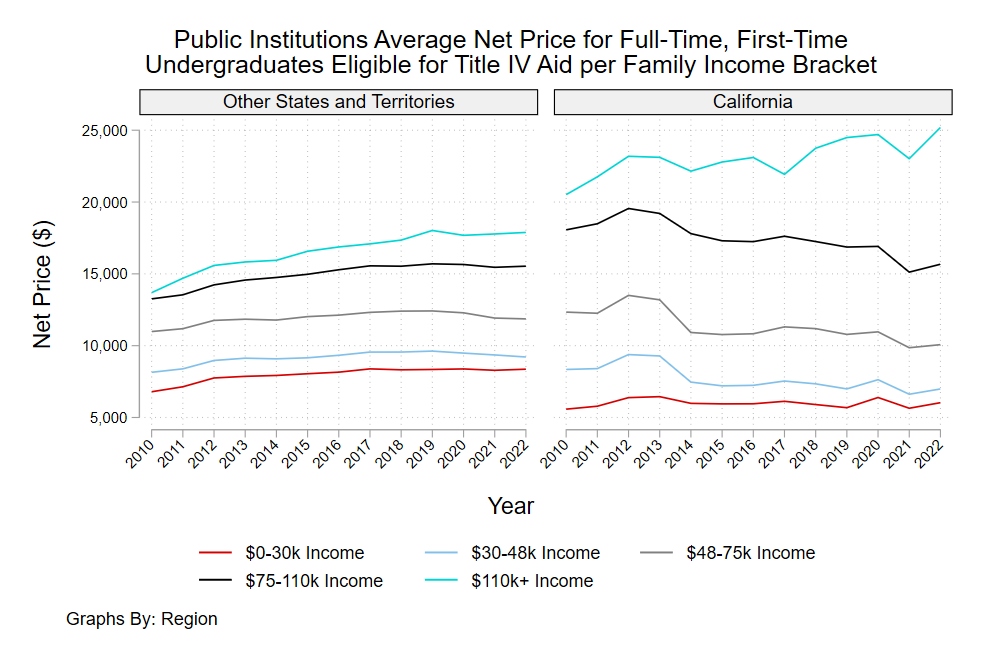 Public Institutions Average Net Price for Full-Time, First-Time
Undergraduates Eligible for Title IV Aid per Family Income Bracket
Other States and Territories
California
Net Price ($)
25,000
20,000
15,000
10,000
5,000
2010 2011 2012 2013 2014 2015 2016 2017 2018 2019 2020 2021 2022
2010 2011 2012 2013 2014 2015 2016 2017 2018 2019 2020 2021 2022
Year
$0-30k Income
$30-48k Income
$48-75k Income
$75-110k Income
$110k+ Income
Graphs By: Region